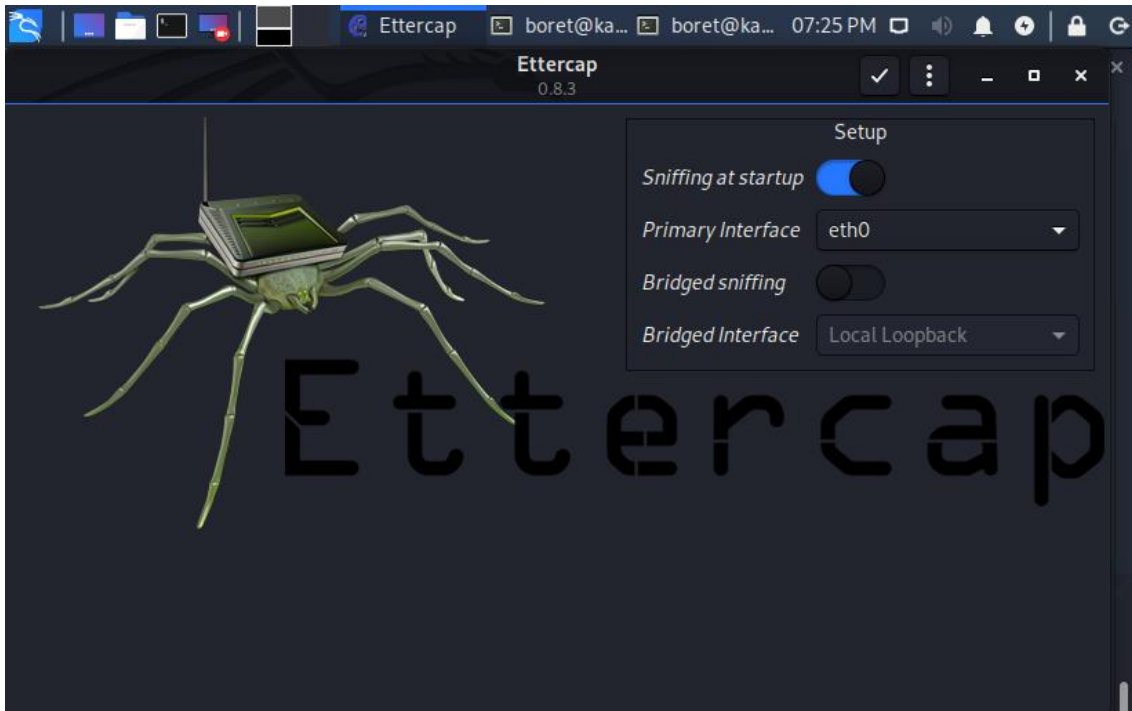 Ettercap boret@ka... boret@ka... 07:25 PM
Ettercap
0.8.3
Setup
Sniffing at startup
Primary Interface eth0
Bridged sniffing
Bridged Interface Local Loopback
Ettercap